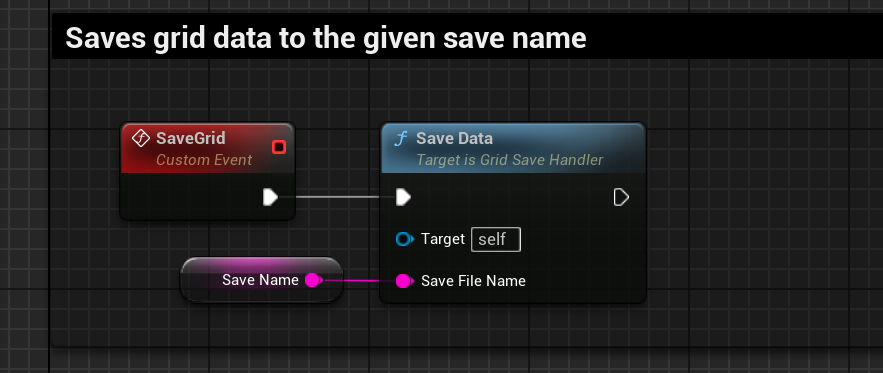 Saves grid data to the given save name
SaveGrid
Custom Event
Save Data
Target is Grid Save Handler
Target self
Save Name
Save File Name